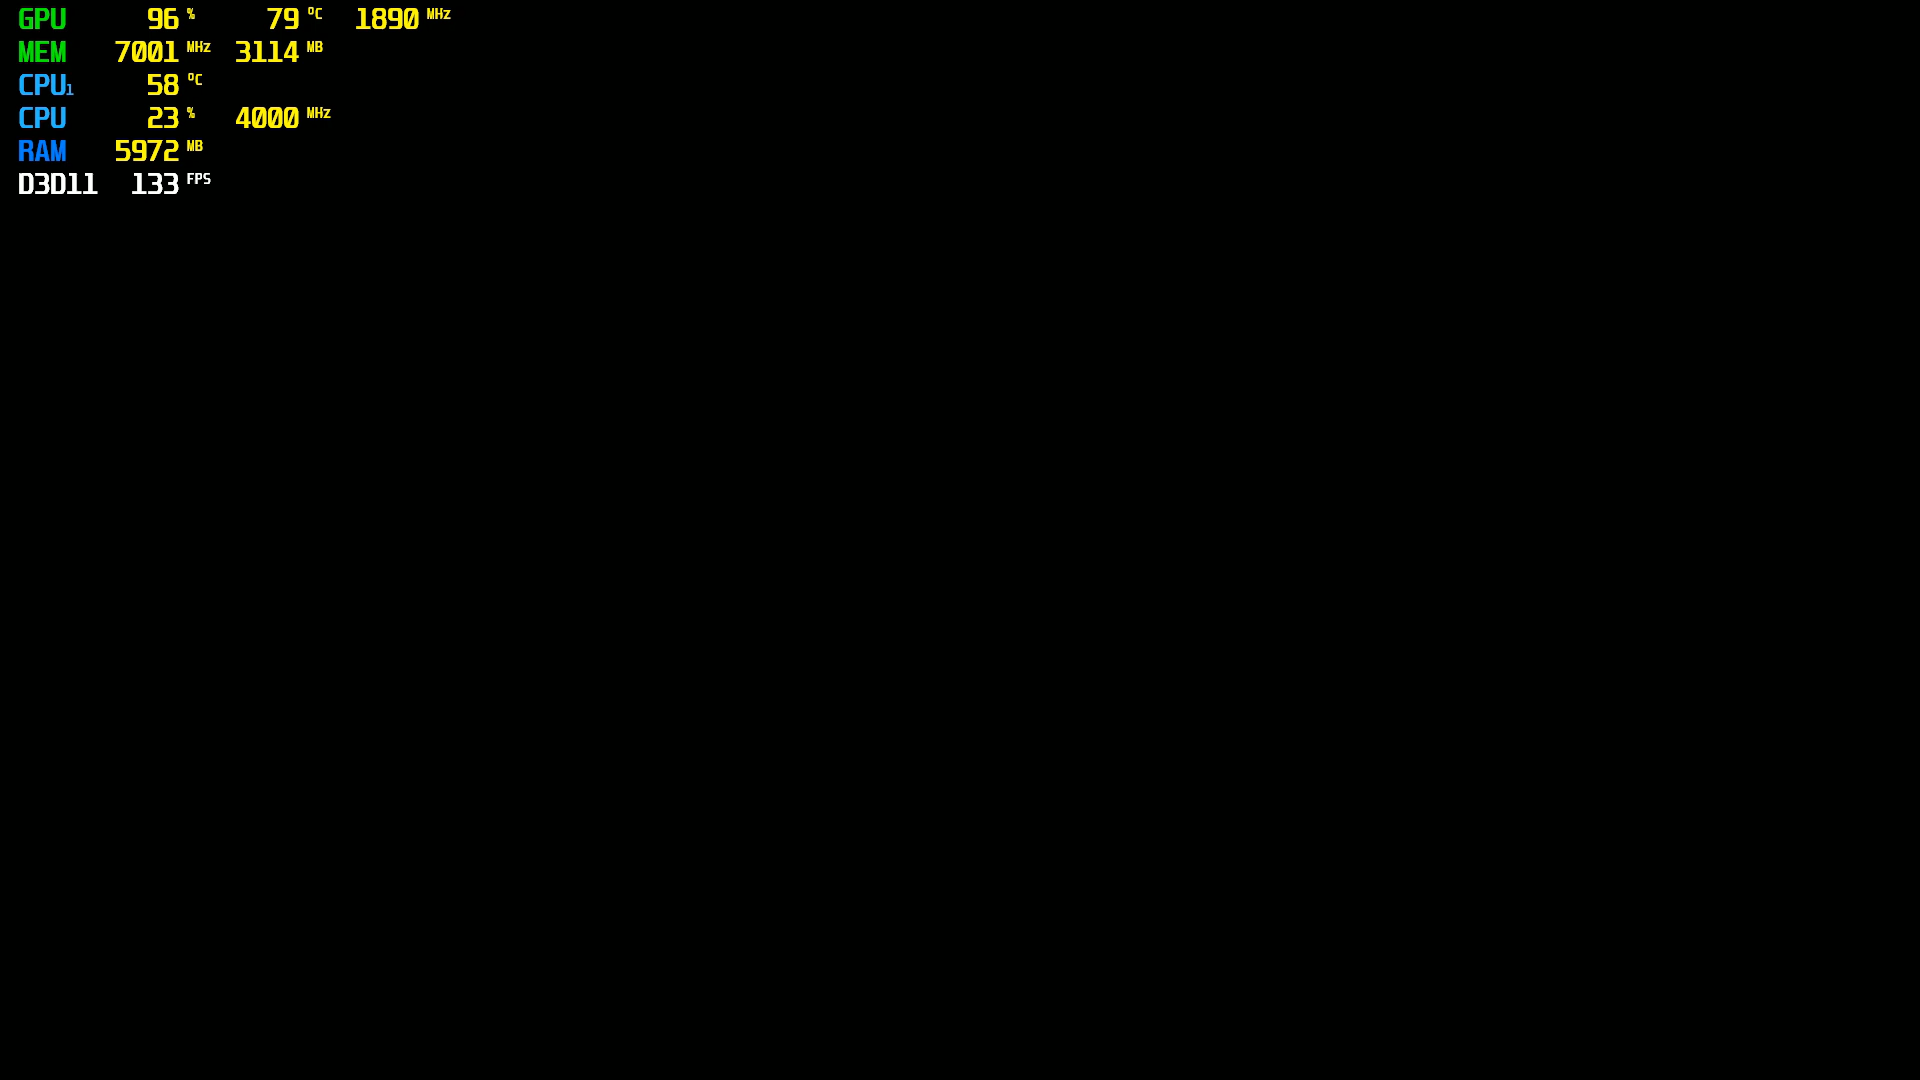 GPU 96 % 79 °C 1890 MHz
MEM 7001 MHz 3114 MB
CPU1 58 °C
CPU 23 % 4000 MHz
RAM 5972 MB
D3D11 133 FPS